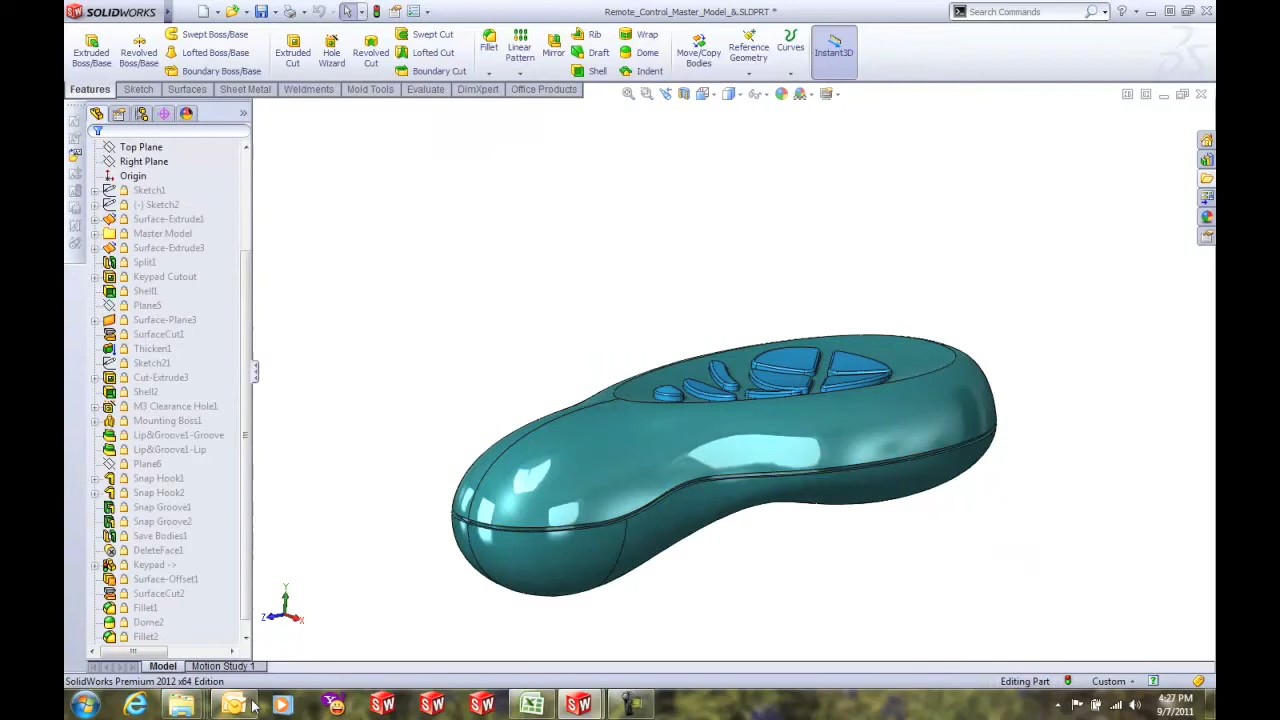 SOLIDWORKS
Remote_Control_Master_Model_&.SLDPRT *
Search Commands
Extruded Boss/Base
Revolved Boss/Base
Swept Boss/Base
Lofted Boss/Base
Boundary Boss/Base
Extruded Cut
Hole Wizard
Revolved Cut
Swept Cut
Lofted Cut
Boundary Cut
Fillet
Linear Pattern
Mirror
Rib
Draft
Shell
Wrap
Dome
Indent
Move/Copy Bodies
Reference Geometry
Curves
Instant3D
Features
Sketch
Surfaces
Sheet Metal
Weldments
Mold Tools
Evaluate
DimXpert
Office Products
Top Plane
Right Plane
Origin
Sketch1
(-) Sketch2
Surface-Extrude1
Master Model
Surface-Extrude3
Split1
Keypad Cutout
Shell1
Plane5
Surface-Plane3
SurfaceCut1
Thicken1
Sketch21
Cut-Extrude3
Shell2
M3 Clearance Hole1
Mounting Boss1
Lip&Groove1-Groove
Lip&Groove1-Lip
Plane6
Snap Hook1
Snap Hook2
Snap Groove1
Snap Groove2
Save Bodies1
DeleteFace1
Keypad ->
Surface-Offset1
SurfaceCut2
Fillet1
Dome2
Fillet2
Y
Z
X
Model
Motion Study 1
SolidWorks Premium 2012 x64 Edition
Editing Part
Custom
4:27 PM
9/7/2011